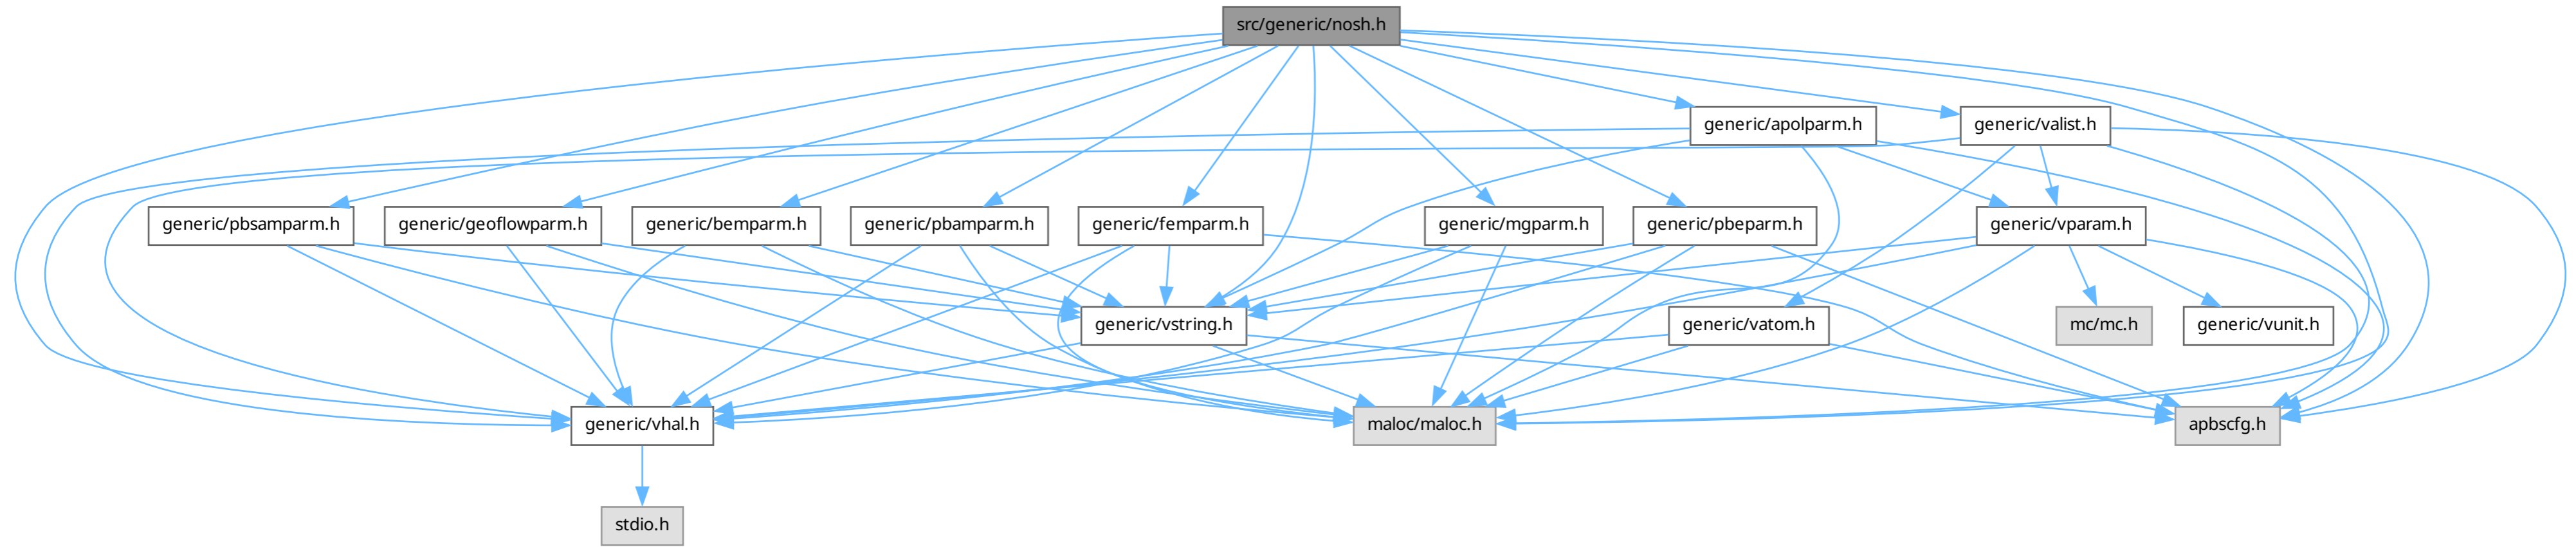 src/generic/nosh.h
generic/apolparm.h
generic/valist.h
generic/pbsamparm.h
generic/geoflowparm.h
generic/bemparm.h
generic/pbamparm.h
generic/femparm.h
generic/mgparm.h
generic/pbeparm.h
generic/vparam.h
generic/vstring.h
generic/vatom.h
mc/mc.h
generic/vunit.h
generic/vhal.h
maloc/maloc.h
apbscfg.h
stdio.h